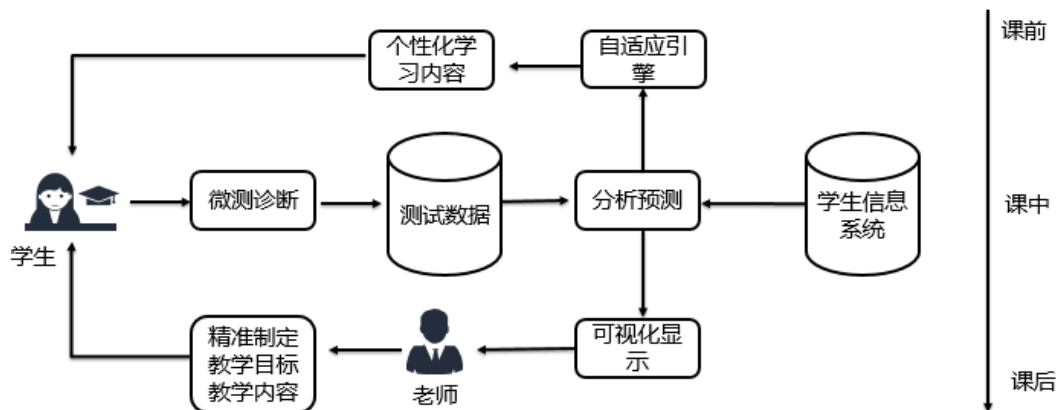 个性化学
习内容
自适应引
擎
课前
微测诊断
测试数据
分析预测
学生信息
系统
课中
学生
精准制定
教学目标
教学内容
老师
可视化显
示
课后